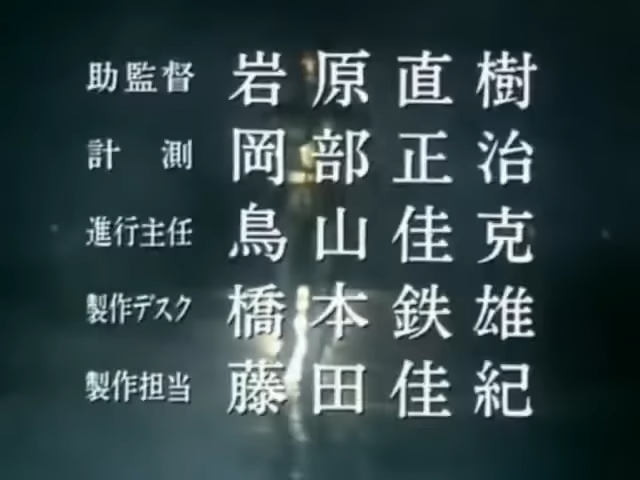 助監督 岩原直樹
計測 岡部正治
進行主任 鳥山佳克
製作デスク 橋本鉄雄
製作担当 藤田佳紀